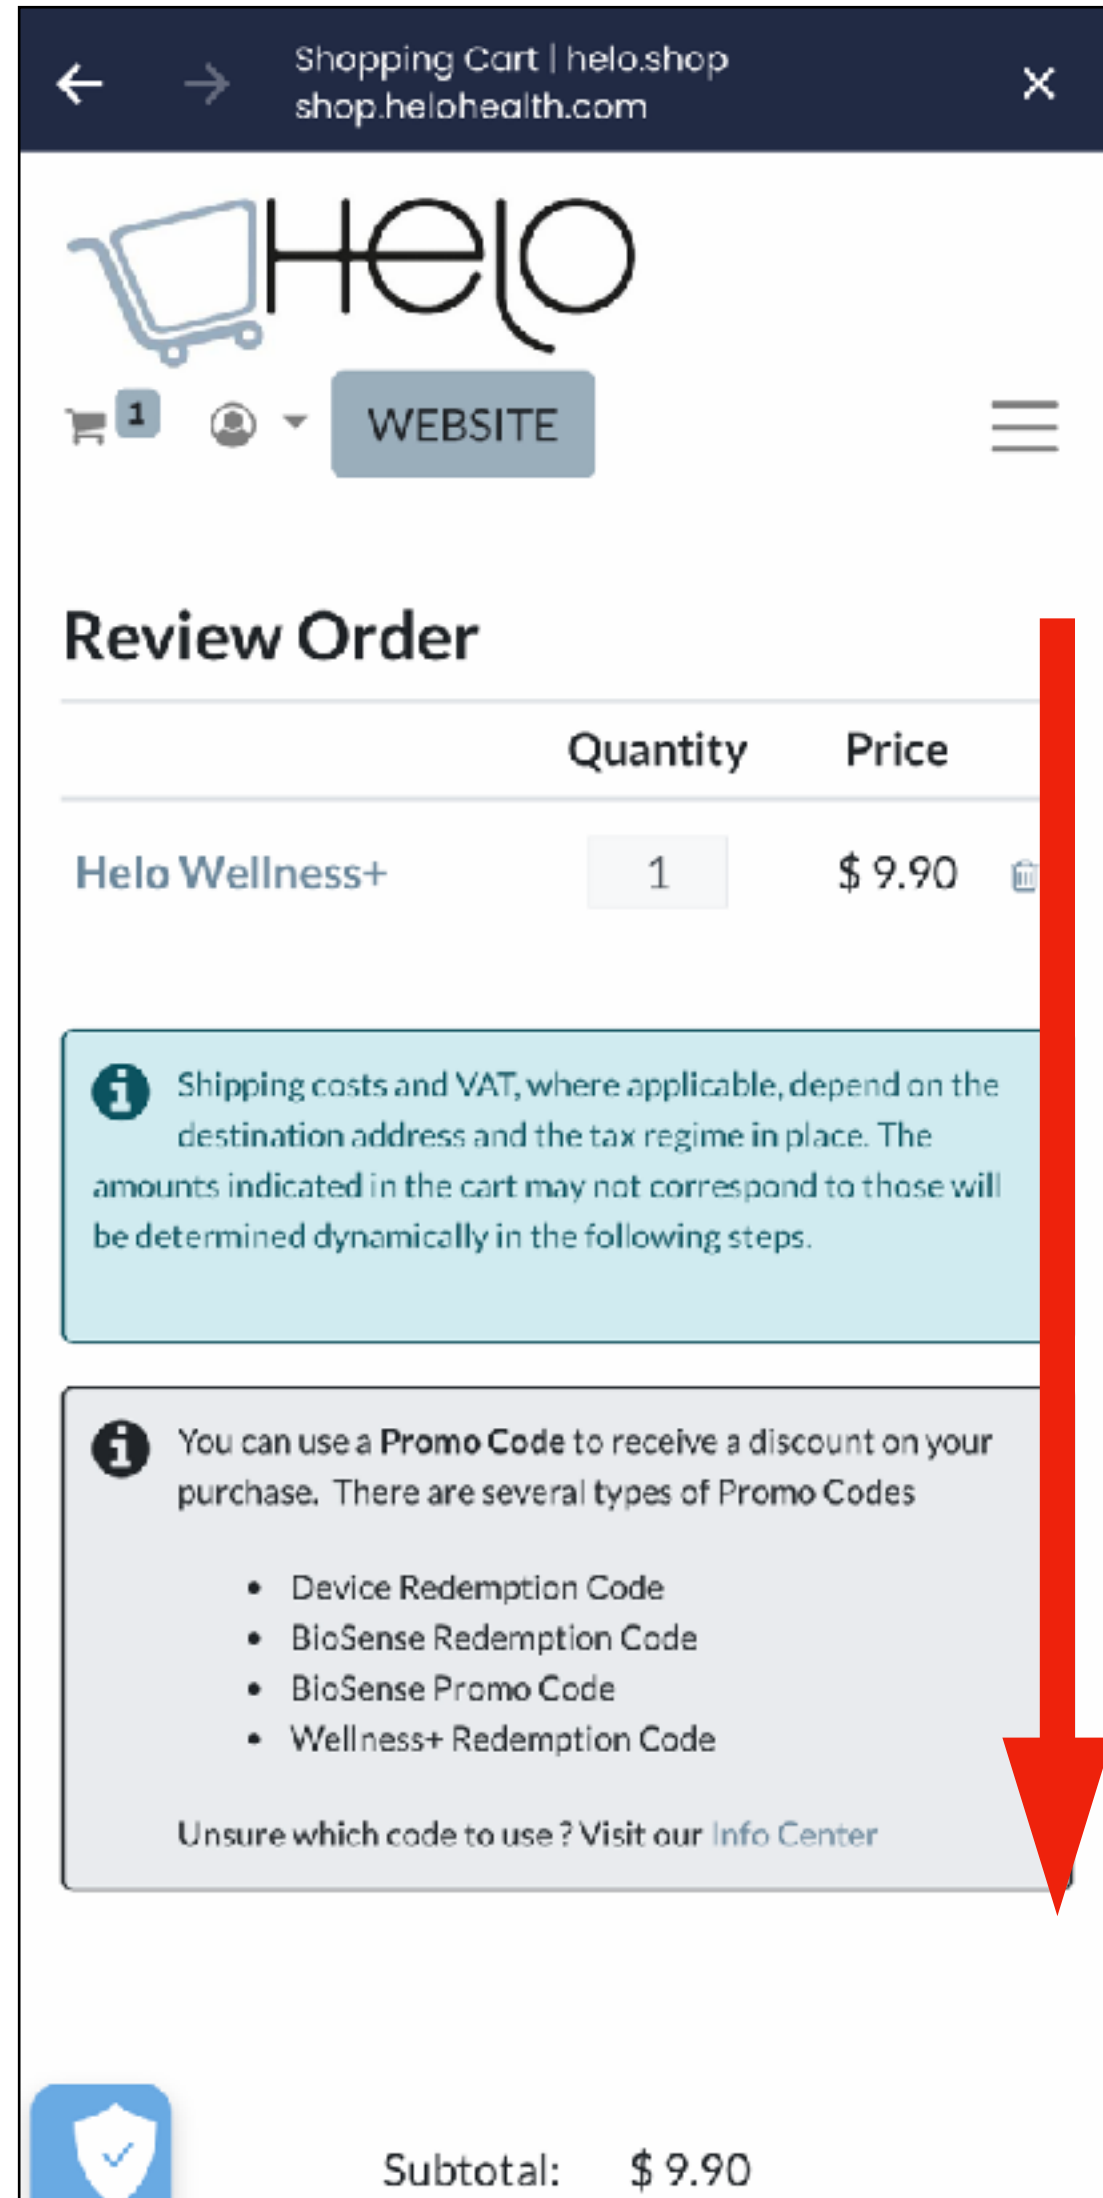 Shopping Cart | helo.shop
shop.helohealth.com
Helo
1
WEBSITE
Review Order
Quantity Price
Helo Wellness+ 1 $ 9.90
Shipping costs and VAT, where applicable, depend on the
destination address and the tax regime in place. The
amounts indicated in the cart may not correspond to those will
be determined dynamically in the following steps.
You can use a Promo Code to receive a discount on your
purchase. There are several types of Promo Codes
• Device Redemption Code
• BioSense Redemption Code
• BioSense Promo Code
• Wellness+ Redemption Code
Unsure which code to use ? Visit our Info Center
Subtotal: $ 9.90